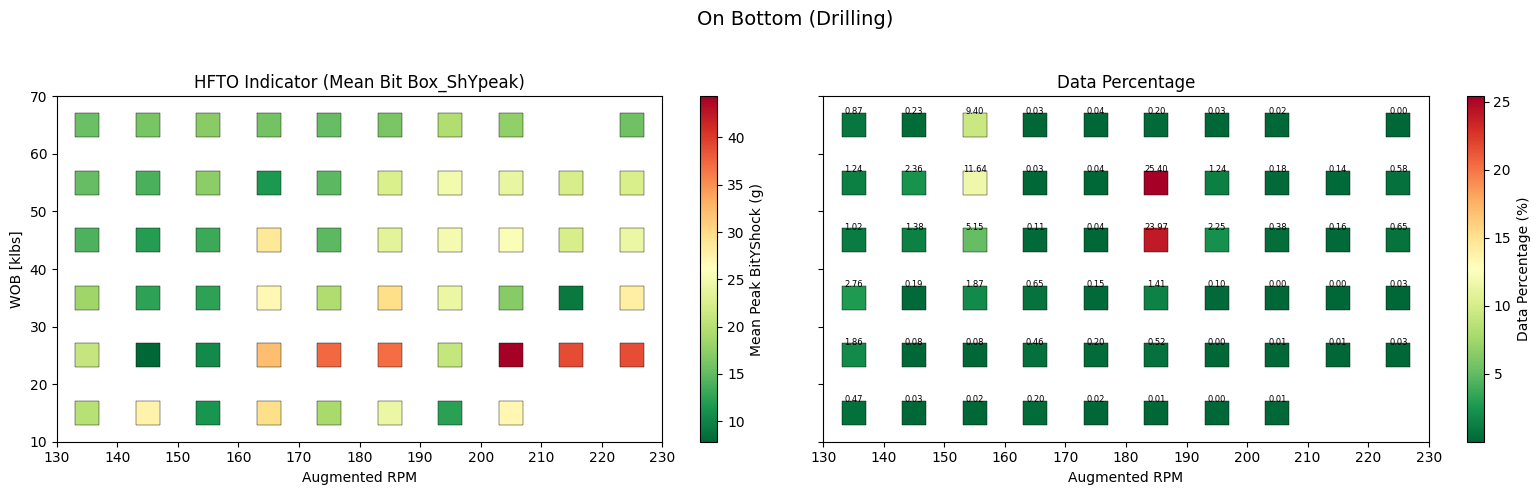 On Bottom (Drilling)
HFTO Indicator (Mean Bit Box_ShYpeak)
70
60
50
40
30
20
10
WOB [klbs]
130 140 150 160 170 180 190 200 210 220 230
Augmented RPM
40
35
30
25
20
15
10
Mean Peak BitYShock (g)
Data Percentage
0.87 0.23 9.40 0.03 0.04 0.20 0.03 0.02 0.00
1.24 2.36 11.64 0.03 0.04 25.40 1.24 0.18 0.14 0.58
1.02 1.38 5.15 0.11 0.04 23.97 2.25 0.38 0.16 0.65
2.76 0.19 1.87 0.65 0.15 1.41 0.10 0.00 0.00 0.03
1.86 0.08 0.08 0.46 0.20 0.52 0.00 0.01 0.01 0.03
0.47 0.03 0.02 0.20 0.02 0.01 0.00 0.01
130 140 150 160 170 180 190 200 210 220 230
Augmented RPM
25
20
15
10
5
Data Percentage (%)